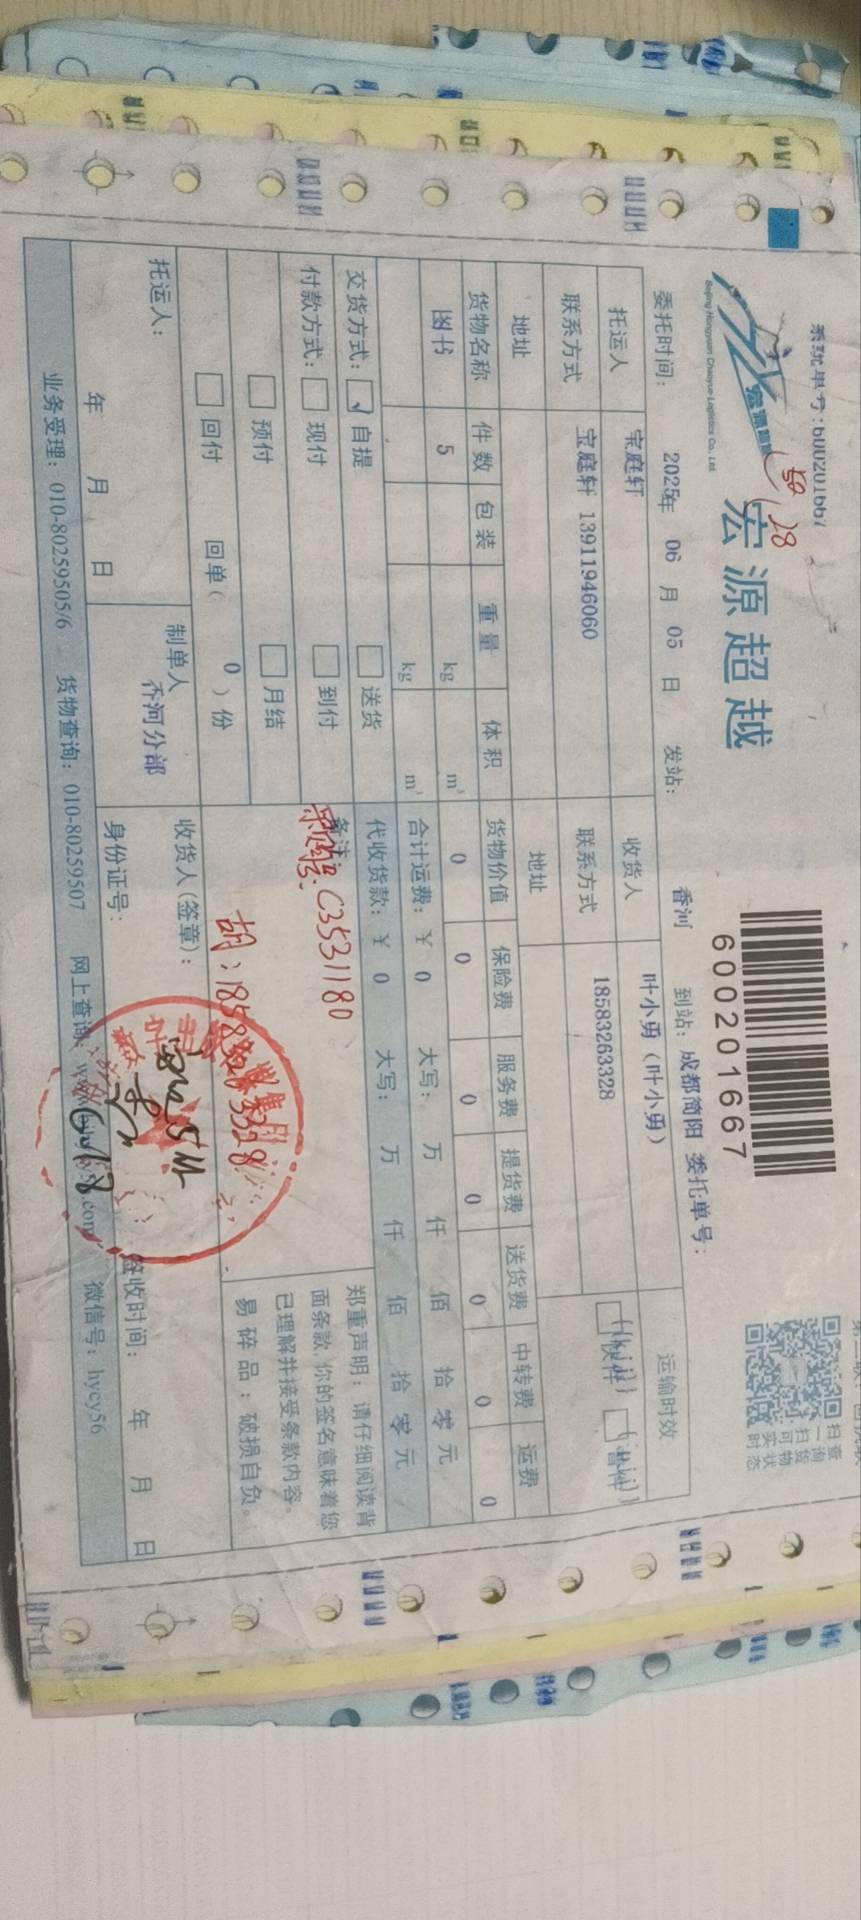 系统单号:600201667
宏源超越
Beijing Hongyuan Chaoyue Logistics Co., Ltd.
600201667
扫一扫可实时
查询货物状态
委托时间: 2025年 06 月 05 日 发站: 香河 到站: 成都简阳 委托单号:
托运人 宝庭轩 收货人 叶小勇(叶小勇) 运输时效
联系方式 宝庭轩 13911946060 联系方式 18583263328
地址 地址
货物名称 件数 包装 重量 体积 货物价值 保险费 服务费 提货费 送货费 中转费 运费
图书 5 kg m³ 0 0 0 0 0 0 0
kg m³ 合计运费: ¥ 0 大写: 万 仟 佰 拾 零 元
交货方式: ☑ 自提 □ 送货 代收货款: ¥ 0 大写: 万 仟 佰 拾 零 元
付款方式: □ 现付 □ 到付 备注:
C3531180
□ 预付 □ 月结
□ 回付 回单( 0 )份
郑重声明: 请仔细阅读背
面条款,你的签名意味着您
已理解并接受条款内容。
易碎品:破损自负。
托运人: 制单人 香河分部 收货人(签章):
年 月 日 身份证号: 签收时间: 年 月 日
业务受理: 010-80259505/6 货物查询: 010-80259507 网上查询: 微信号: hycy56